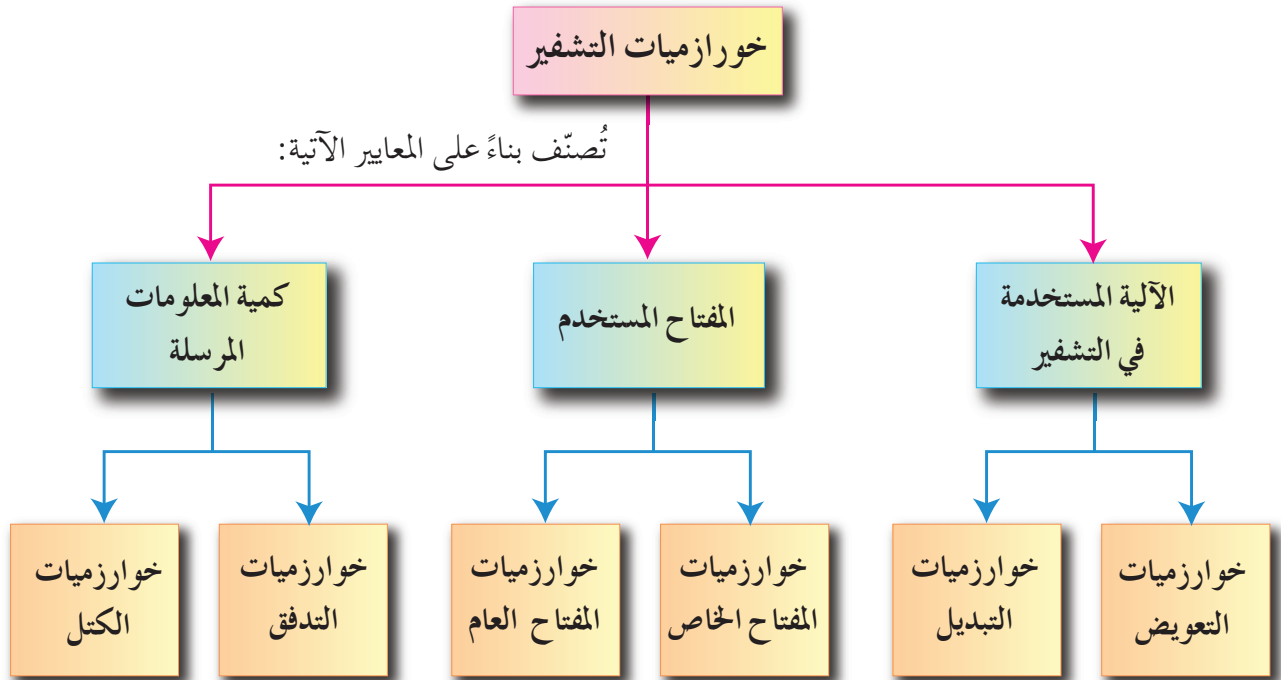 خورازميات التشفير
تُصنّف بناءً على المعايير الآتية:
الآلية المستخدمة
في التشفير
المفتاح المستخدم
كمية المعلومات
المرسلة
خوارزميات
التعويض
خوارزميات
التبديل
خوارزميات
المفتاح الخاص
خوارزميات
المفتاح العام
خوارزميات
التدفق
خوارزميات
الكتل